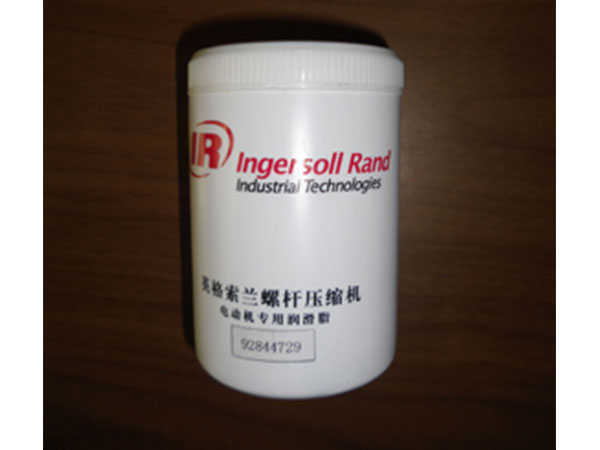 IR
Ingersoll Rand
Industrial Technologies
英格索兰螺杆压缩机
电动机专用润滑脂
92844729